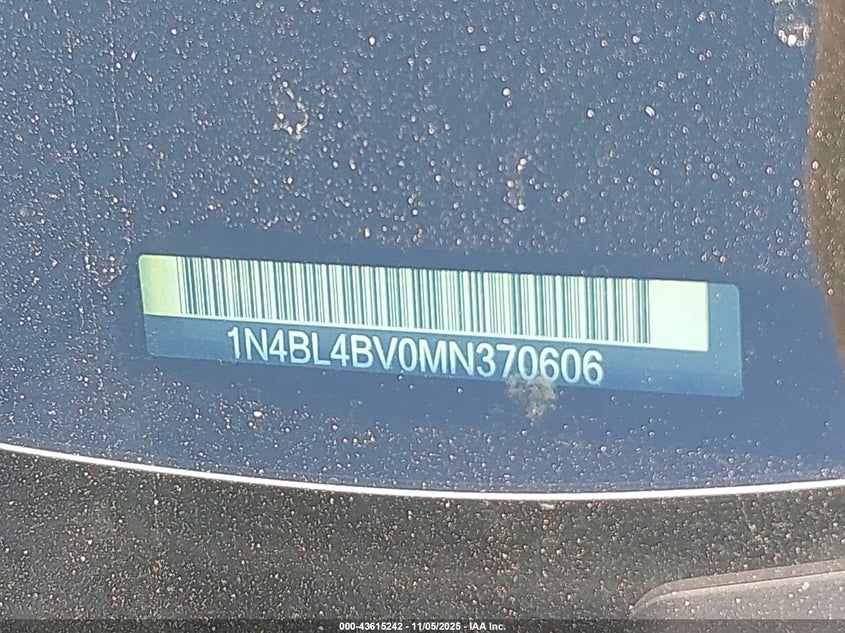 1N4BL4BV0MN370606
000-43615242 - 11/05/2025 - IAA Inc.